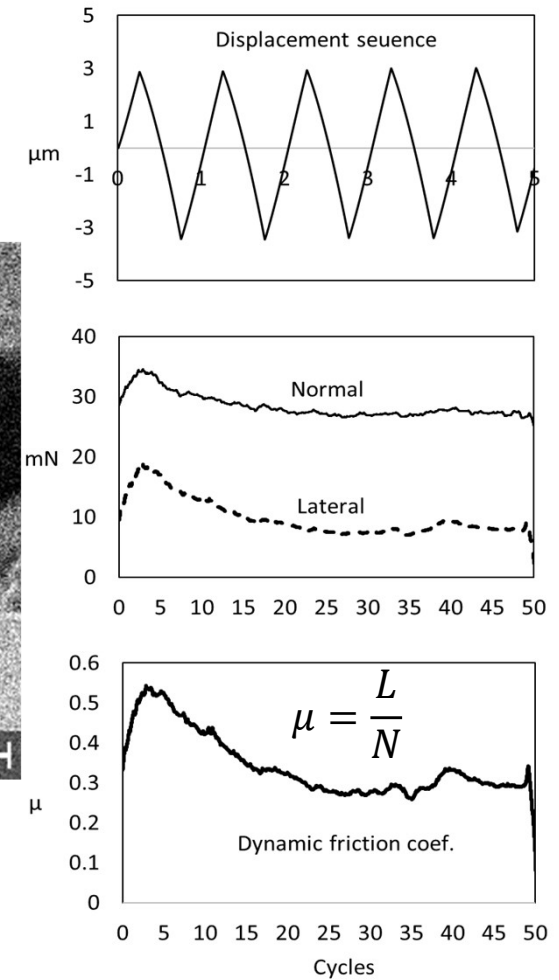 5
Displacement seuence
3
1
μm
-1
0 1 2 3 4 5
-3
-5
40
30
Normal
mN 20
Lateral
10
0
0 5 10 15 20 25 30 35 40 45 50
0.6
0.5
μ = L/N
0.4
0.3
μ
0.2
Dynamic friction coef.
0.1
0
0 5 10 15 20 25 30 35 40 45 50
Cycles